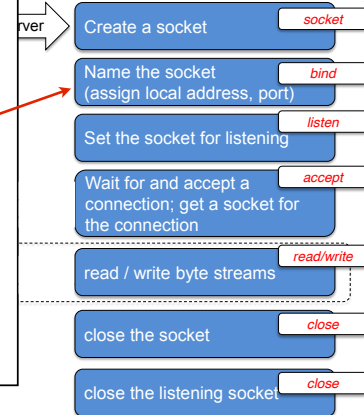 rver
Create a socket
socket
Name the socket
(assign local address, port)
bind
Set the socket for listening
listen
Wait for and accept a
connection; get a socket for
the connection
accept
read / write byte streams
read/write
close the socket
close
close the listening socket
close